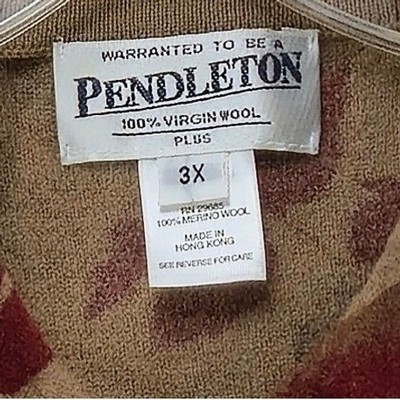 WARRANTED TO BE A
PENDLETON
100% VIRGIN WOOL
PLUS
3X
RN 29685
100% MERINO WOOL
MADE IN
HONG KONG
SEE REVERSE FOR CARE